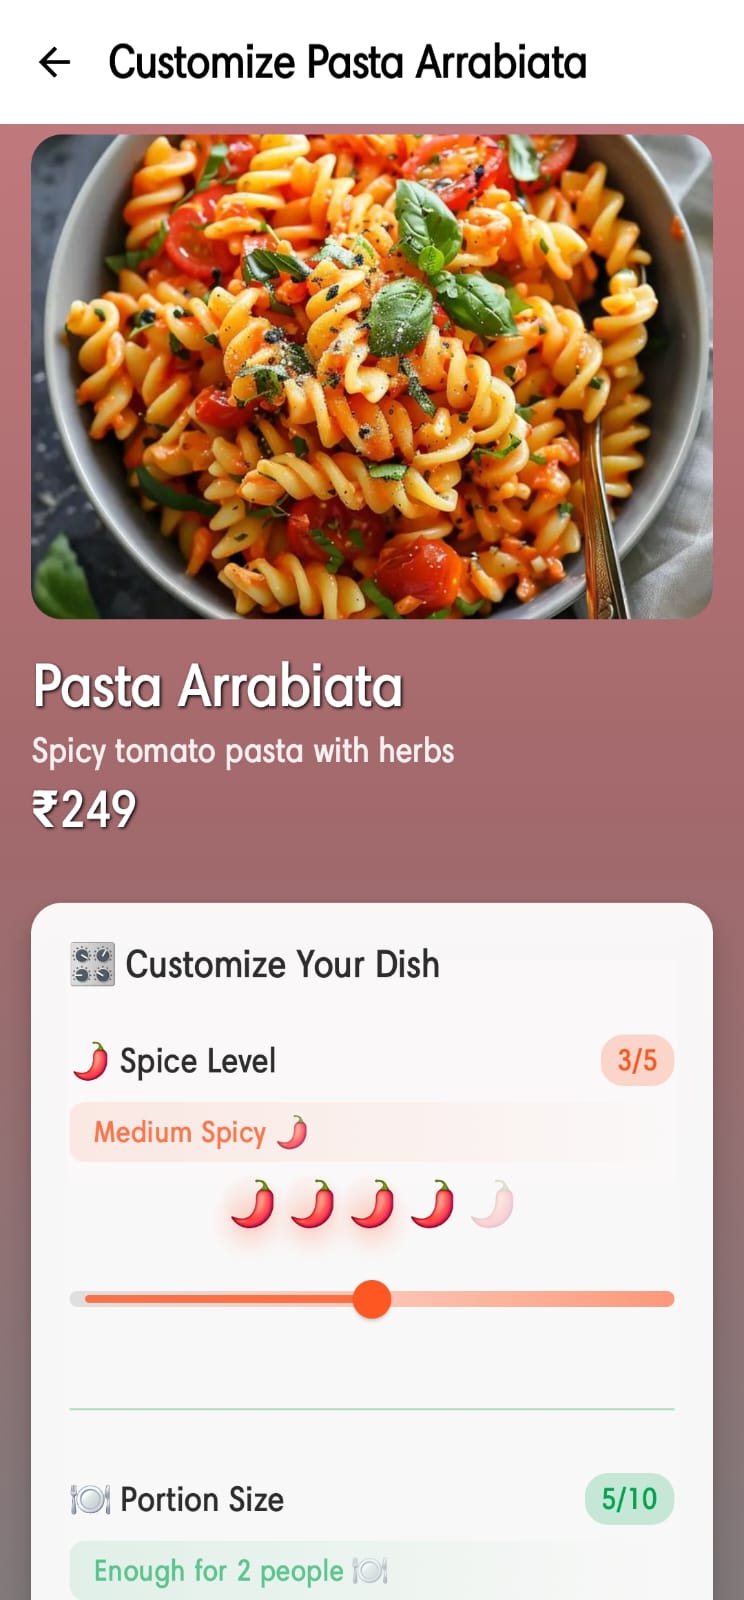 Customize Pasta Arrabiata
Pasta Arrabiata
Spicy tomato pasta with herbs
₹249
🎛️ Customize Your Dish
🌶️ Spice Level 3/5
Medium Spicy 🌶️
🌶️🌶️🌶️🌶️🌶️
🍽️ Portion Size 5/10
Enough for 2 people 🍽️